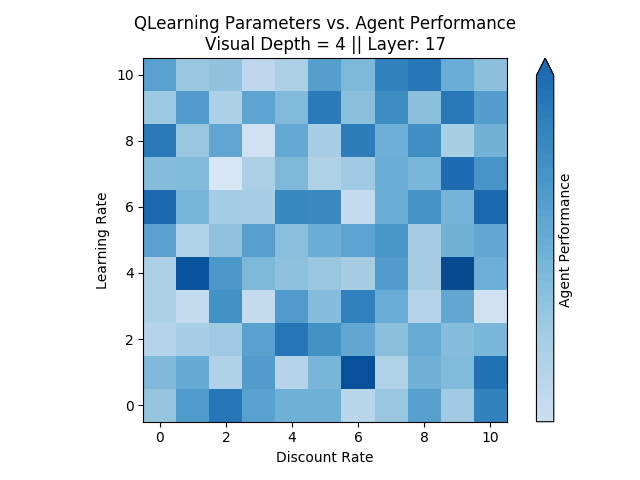 QLearning Parameters vs. Agent Performance
Visual Depth = 4 || Layer: 17
10
8
6
4
2
0
Learning Rate
0 2 4 6 8 10
Discount Rate
Agent Performance